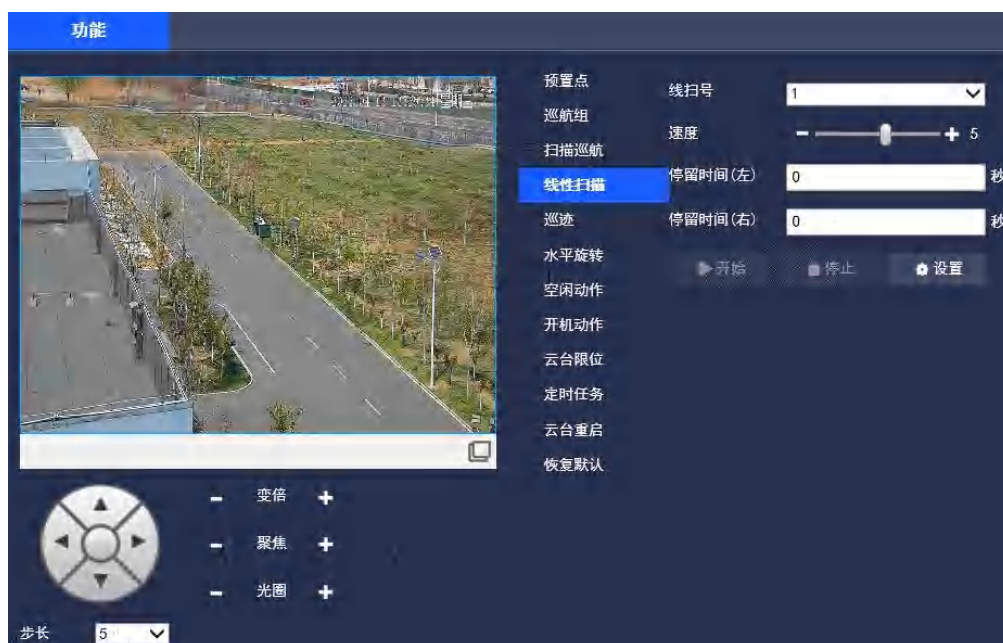 功能
预置点
巡航组
扫描巡航
线性扫描
巡迹
水平旋转
空闲动作
开机动作
云台限位
定时任务
云台重启
恢复默认
线扫号 1
速度 - + 5
停留时间(左) 0 秒
停留时间(右) 0 秒
开始 停止 设置
- 变倍 +
- 聚焦 +
- 光圈 +
步长 5